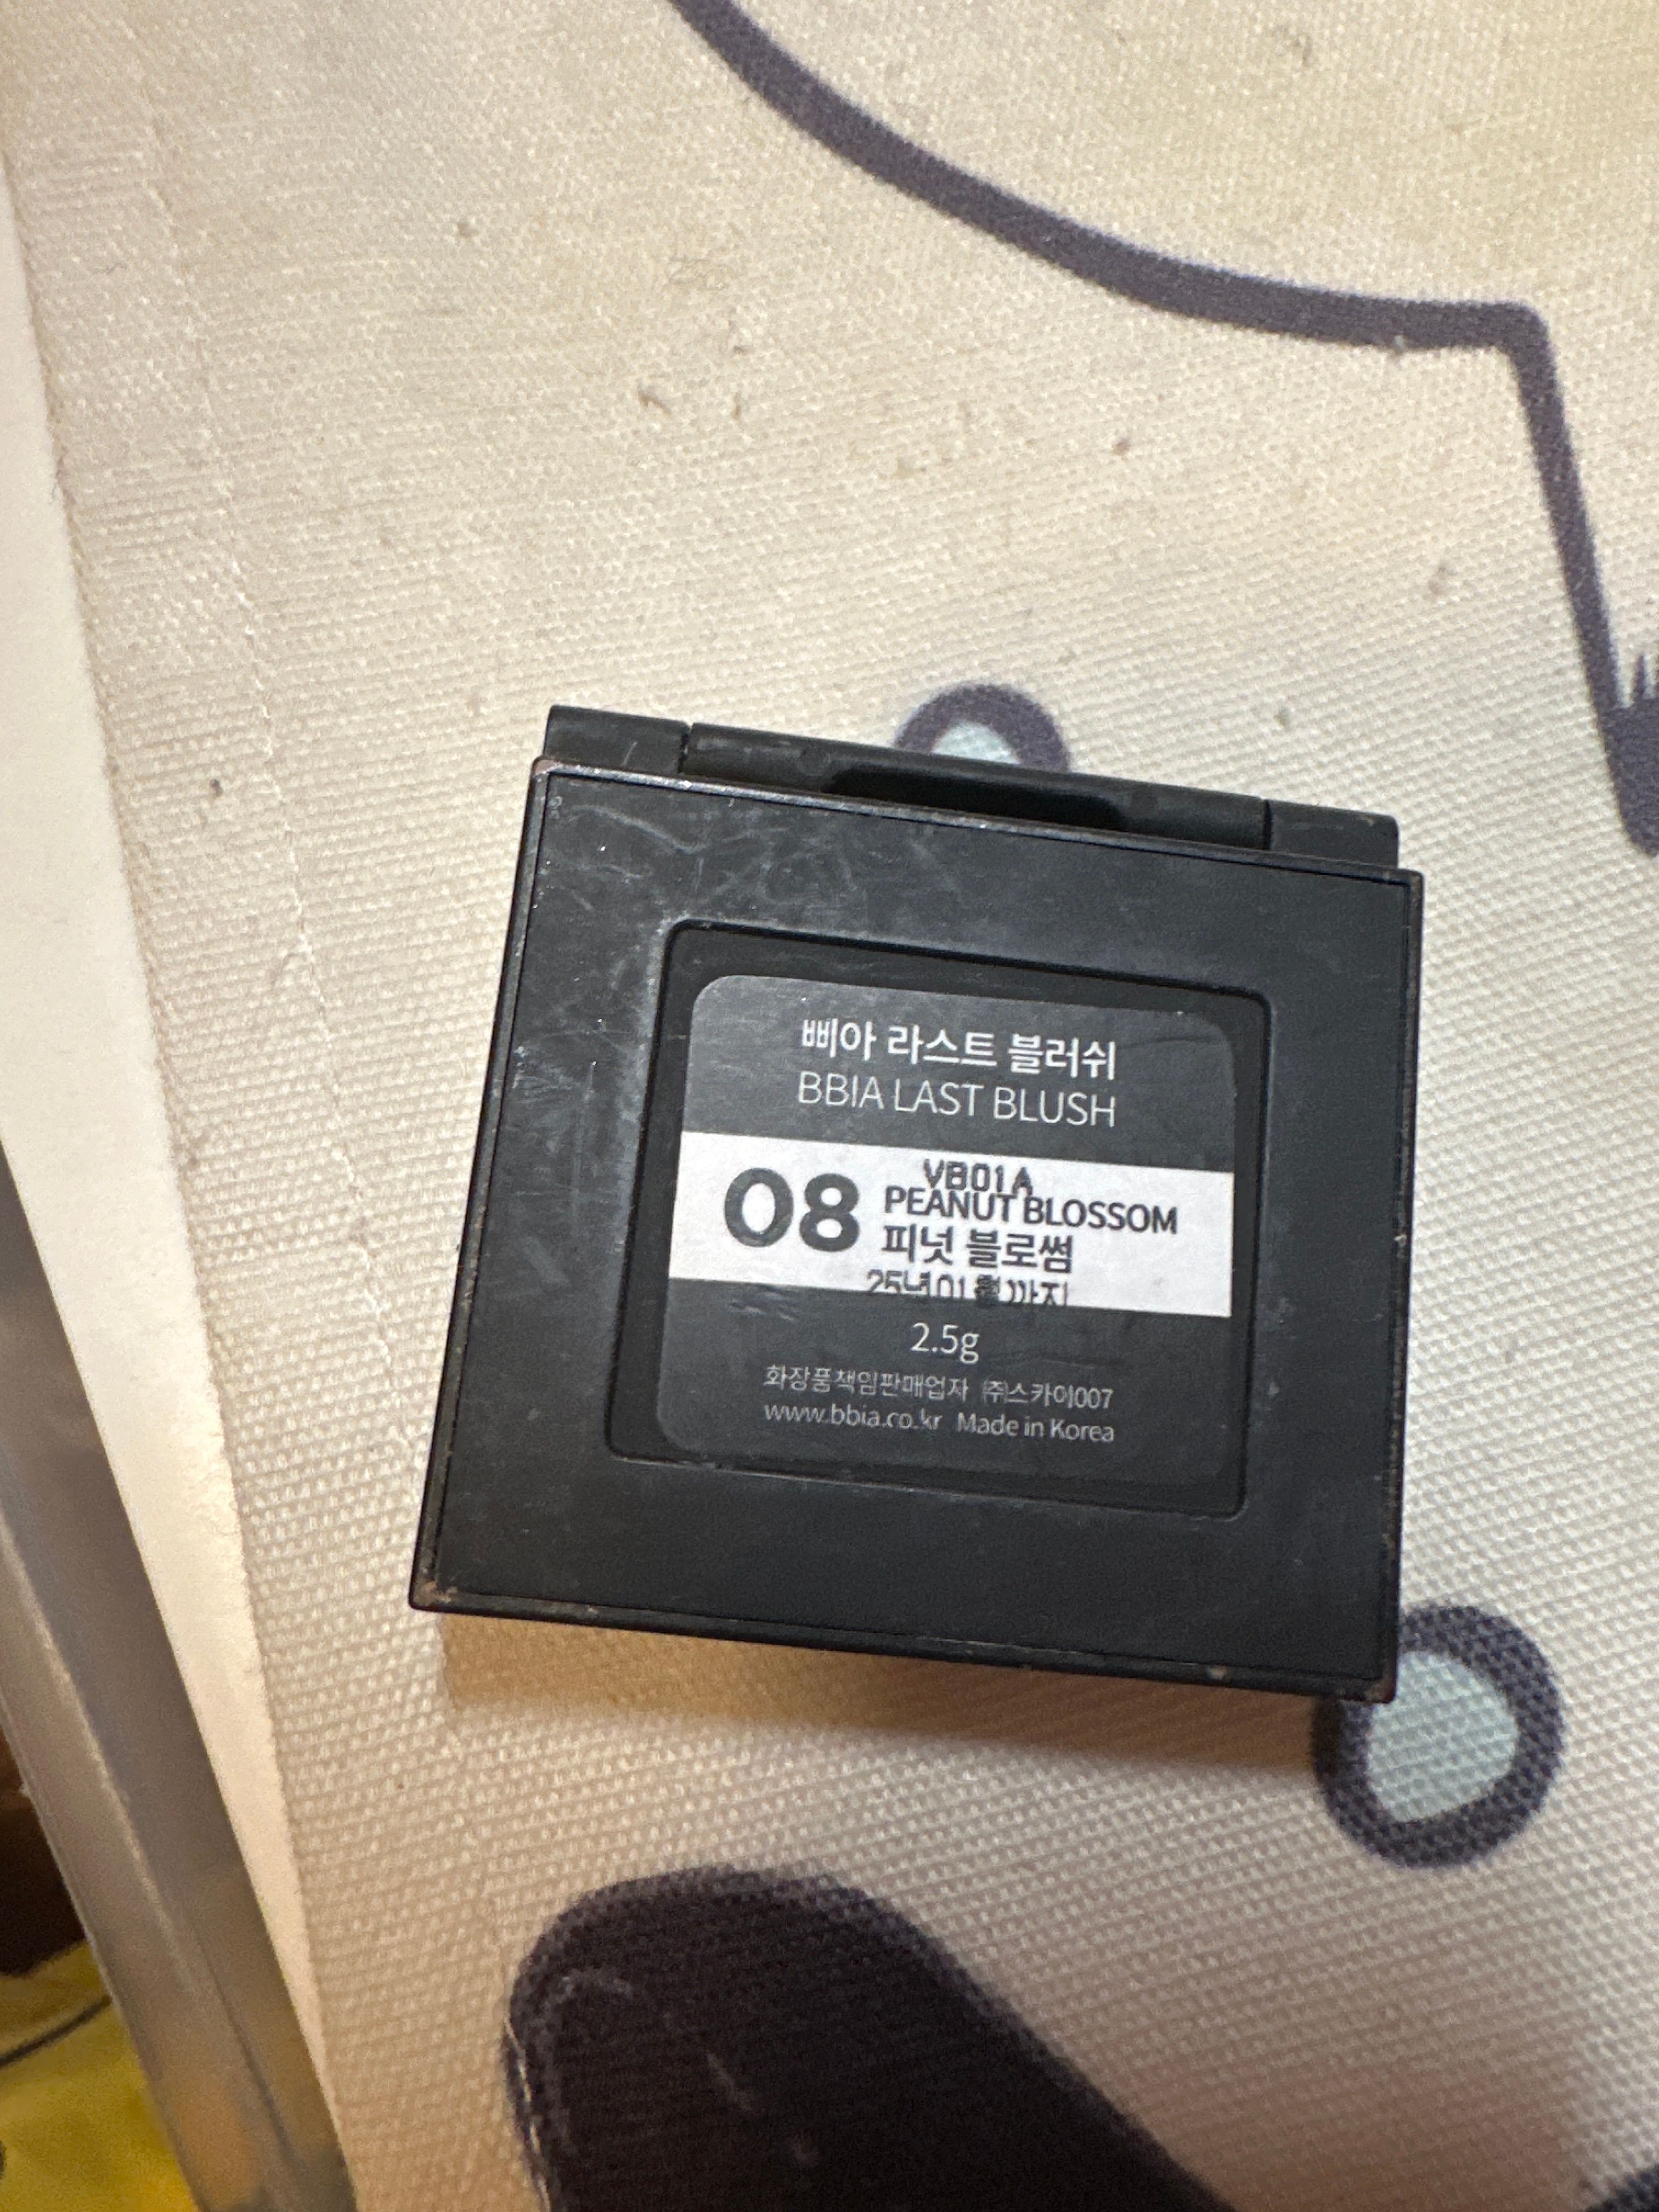 삐아 라스트 블러쉬
BBIA LAST BLUSH
08
VB01A
PEANUT BLOSSOM
피넛 블로썸
25년01월까지
2.5g
화장품책임판매업자 ㈜스카이007
www.bbia.co.kr Made in Korea